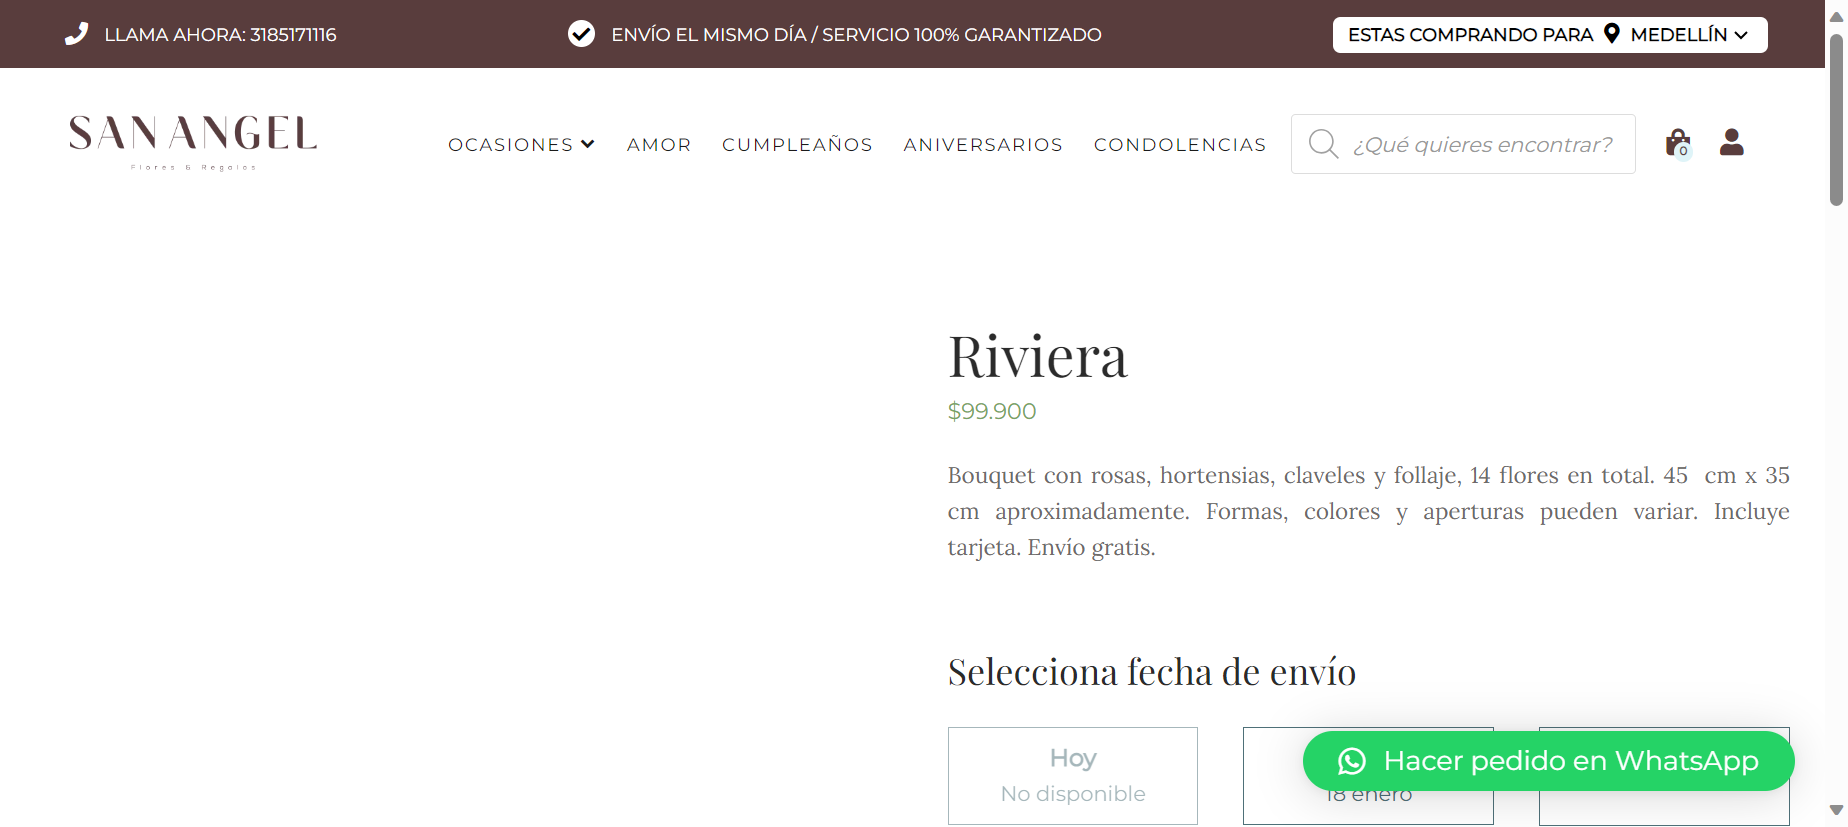 LLAMA AHORA: 3185171116
ENVÍO EL MISMO DÍA / SERVICIO 100% GARANTIZADO
ESTAS COMPRANDO PARA MEDELLÍN
SAN ANGEL
Flores & Regalos
OCASIONES
AMOR
CUMPLEAÑOS
ANIVERSARIOS
CONDOLENCIAS
¿Qué quieres encontrar?
0
Riviera
$99.900
Bouquet con rosas, hortensias, claveles y follaje, 14 flores en total. 45 cm x 35
cm aproximadamente. Formas, colores y aperturas pueden variar. Incluye
tarjeta. Envío gratis.
Selecciona fecha de envío
Hoy
No disponible
18 enero
Hacer pedido en WhatsApp